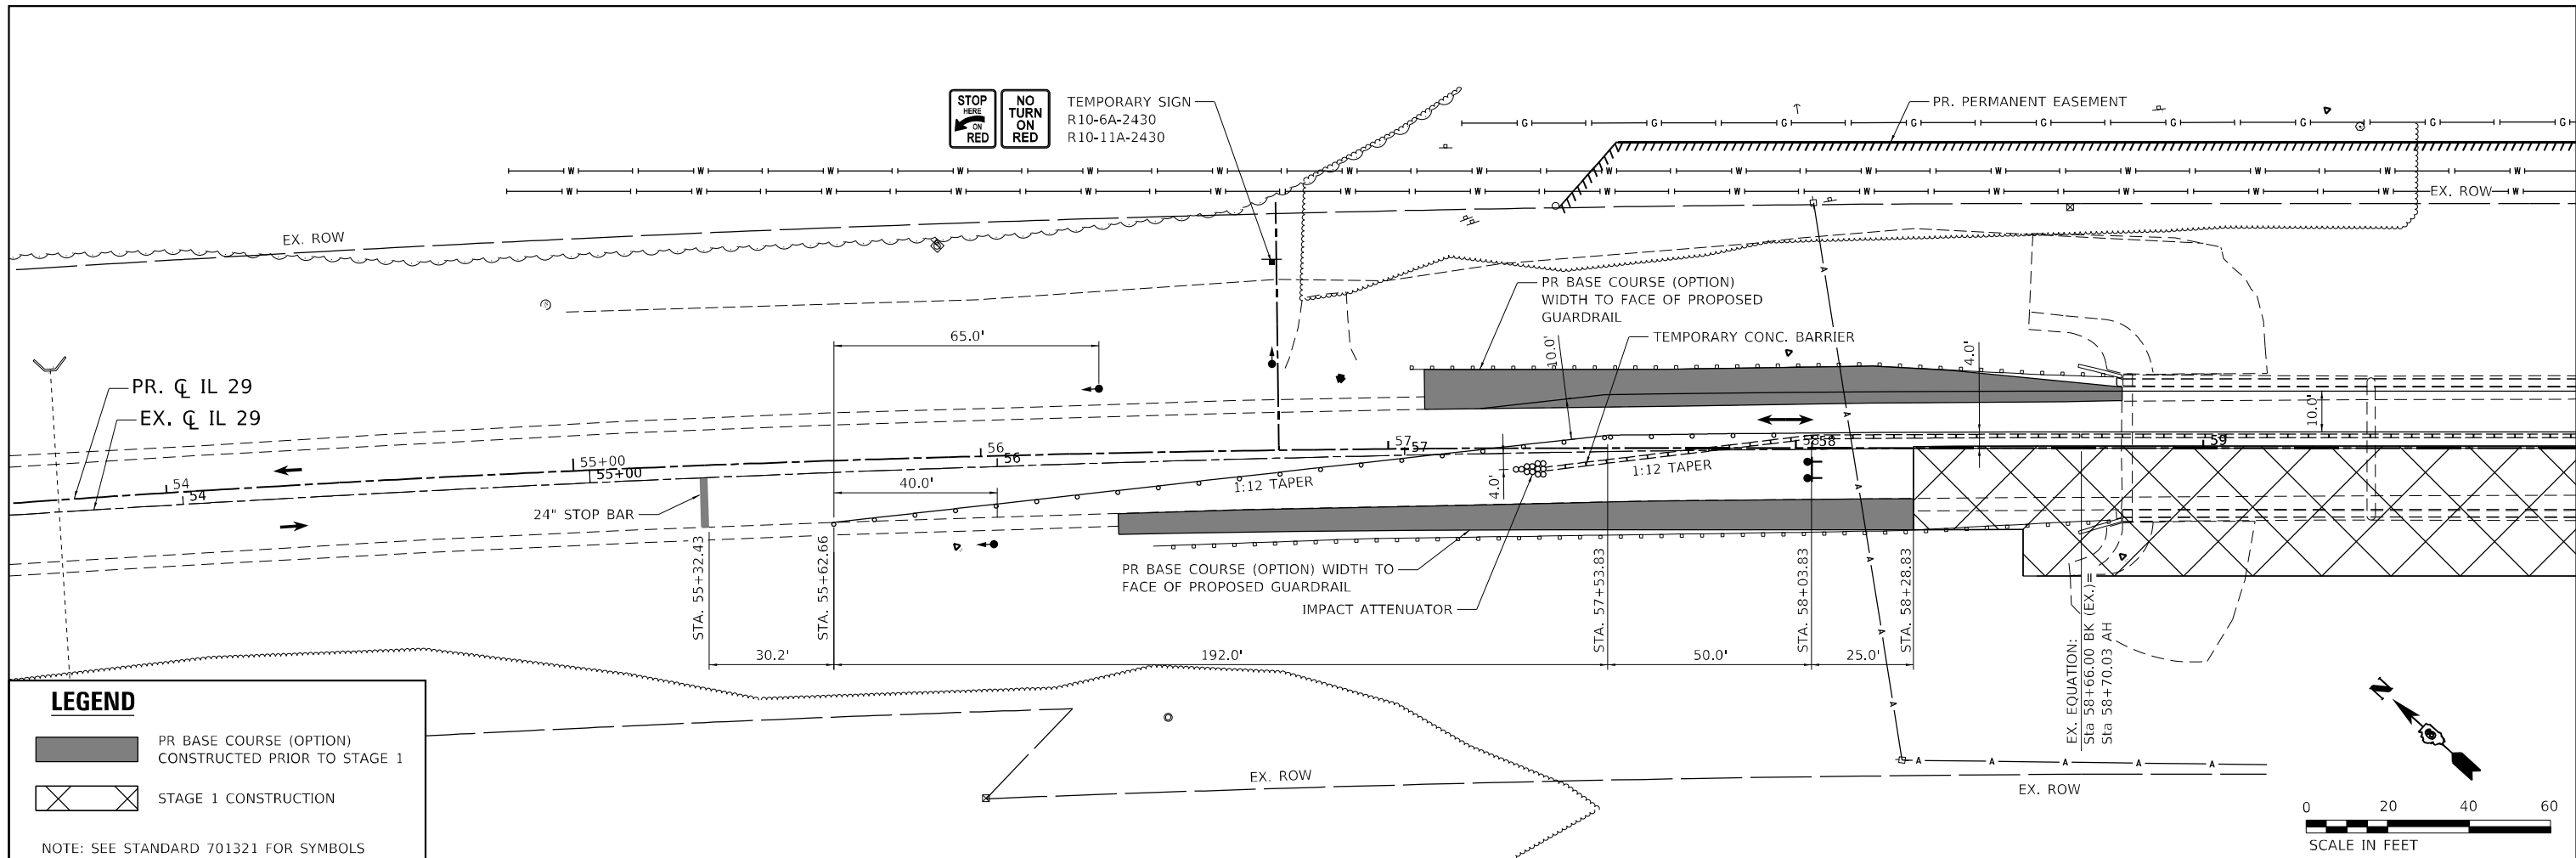 STOP
HERE
ON
RED
NO
TURN
ON
RED
TEMPORARY SIGN
R10-6A-2430
R10-11A-2430
PR. PERMANENT EASEMENT
G G G G G G G G G
W W W W W W W W W W W W W W W
W W W W W W W W W W W W W W EX. ROW W
EX. ROW
A
PR BASE COURSE (OPTION)
WIDTH TO FACE OF PROPOSED
GUARDRAIL
TEMPORARY CONC. BARRIER
65.0'
10.0'
4.0'
10.0'
PR. ℄ IL 29
EX. ℄ IL 29
54
54
55+00
55+00
56
56
57
57
58
58
59
A
40.0'
1:12 TAPER
4.0'
1:12 TAPER
24" STOP BAR
A
PR BASE COURSE (OPTION) WIDTH TO
FACE OF PROPOSED GUARDRAIL
IMPACT ATTENUATOR
STA. 55+32.43
STA. 55+62.66
STA. 57+53.83
STA. 58+03.83
STA. 58+28.83
A
EX. EQUATION:
Sta 58+66.00 BK (EX.)=
Sta 58+70.03 AH
30.2'
192.0'
50.0'
25.0'
A
LEGEND
PR BASE COURSE (OPTION)
CONSTRUCTED PRIOR TO STAGE 1
STAGE 1 CONSTRUCTION
NOTE: SEE STANDARD 701321 FOR SYMBOLS
EX. ROW
A A A A A
EX. ROW
N
0 20 40 60
SCALE IN FEET